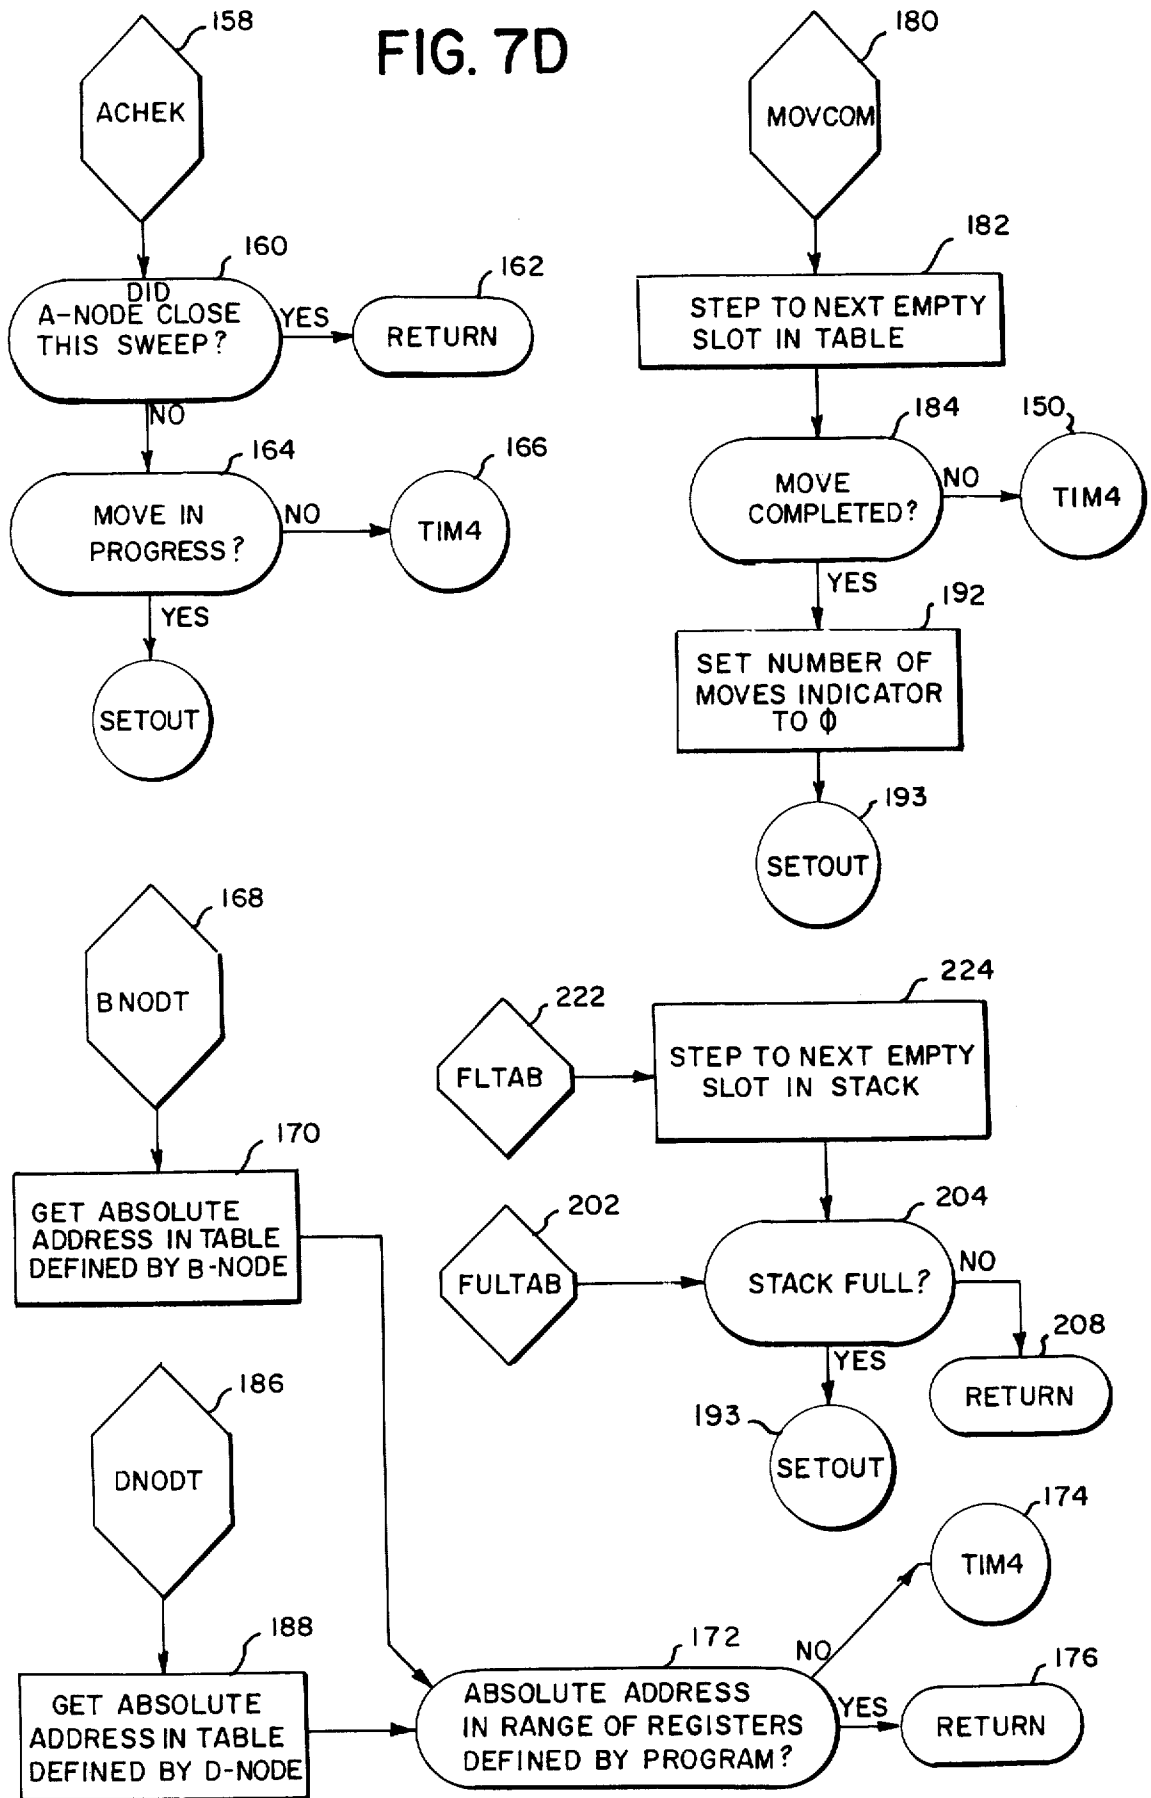 FIG. 7D
158
ACHEK
160
DID
A-NODE CLOSE
THIS SWEEP?
YES
162
RETURN
NO
164
MOVE IN
PROGRESS?
NO
166
TIM4
YES
SETOUT
180
MOVCOM
182
STEP TO NEXT EMPTY
SLOT IN TABLE
184
MOVE
COMPLETED?
NO
150
TIM4
YES
192
SET NUMBER OF
MOVES INDICATOR
TO ϕ
193
SETOUT
168
BNODT
170
GET ABSOLUTE
ADDRESS IN TABLE
DEFINED BY B-NODE
222
FLTAB
224
STEP TO NEXT EMPTY
SLOT IN STACK
202
FULTAB
204
STACK FULL?
NO
208
RETURN
YES
193
SETOUT
186
DNODT
188
GET ABSOLUTE
ADDRESS IN TABLE
DEFINED BY D-NODE
172
ABSOLUTE ADDRESS
IN RANGE OF REGISTERS
DEFINED BY PROGRAM?
NO
174
TIM4
YES
176
RETURN